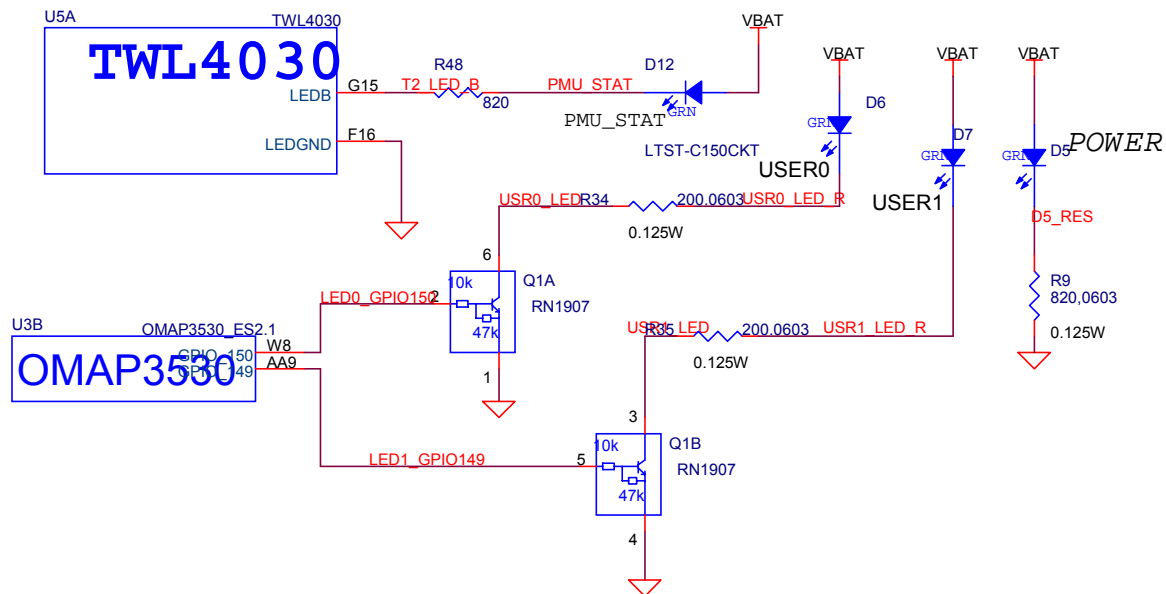 U5A
TWL4030
TWL4030
LEDB
G15
LEDGND
F16
T2_LED_B
R48
820
PMU_STAT
D12
GRN
PMU_STAT
LTST-C150CKT
VBAT
VBAT
D6
USER0
VBAT
D7
USER1
VBAT
D5
POWER
D5_RES
R9
820,0603
0.125W
USR0_LED
R34
200.0603
USR0_LED_R
0.125W
6
10k
2
47k
Q1A
RN1907
1
LED0_GPIO150
U3B
OMAP3530_ES2.1
OMAP3530
GPIO_150
GPIO_149
W8
AA9
USR1_LED
R35
200.0603
USR1_LED_R
0.125W
3
10k
5
47k
Q1B
RN1907
4
LED1_GPIO149